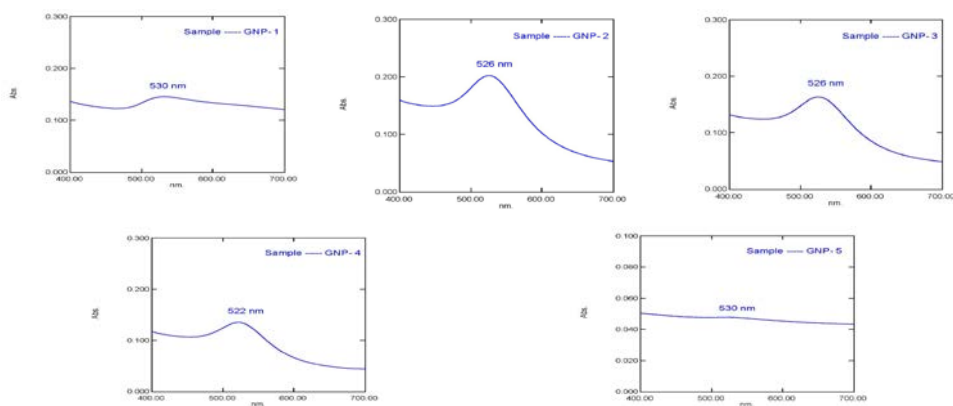 0.300
Sample ---- GNP- 1
530 nm
0.200
Abs.
0.100
0.000
400.00 500.00 600.00 700.00
nm.
0.300
Sample ---- GNP- 2
526 nm
0.200
Abs.
0.100
0.000
400.00 500.00 600.00 700.00
nm.
0.300
Sample ---- GNP- 3
526 nm
0.200
Abs.
0.100
0.000
400.00 500.00 600.00 700.00
nm.
0.300
Sample ---- GNP- 4
522 nm
0.200
Abs.
0.100
0.000
400.00 500.00 600.00 700.00
nm.
0.100
Sample ---- GNP- 5
0.080
0.060
530 nm
Abs.
0.040
0.020
0.000
400.00 500.00 600.00 700.00
nm.